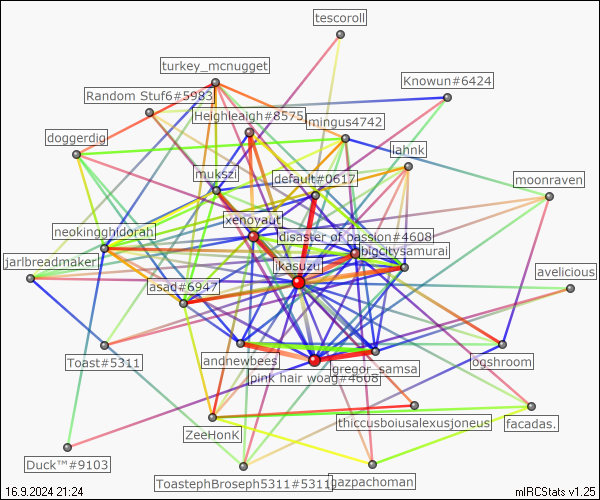 tescoroll
turkey_mcnugget
Knowun#6424
Random Stuf6#5983
Heighleaigh#8575
mingus4742
doggerdig
lahnk
mukszi
default#0617
moonraven
xenoyaut
neokingghidorah
disaster of passion#4608
bigcitysamurai
jarlbreadmaker
ikasuzu
avelicious
asad#6947
Toast#5311
andnewbees
ogshroom
gregor_samsa
pink hair woag#4608
thiccusboiusalexusjoneus
facadas.
ZeeHonK
Duck™#9103
ToastephBroseph5311#5311
gazpachoman
16.9.2024 21:24
mIRCStats v1.25